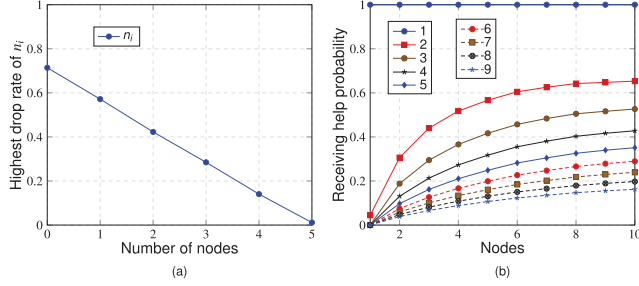 1
0.8
0.6
0.4
0.2
0
Highest drop rate of n_i
n_i
0 1 2 3 4 5
Number of nodes
(a)
1
0.8
0.6
0.4
0.2
0
Receiving help probability
1
2
3
4
5
6
7
8
9
2 4 6 8 10
Nodes
(b)